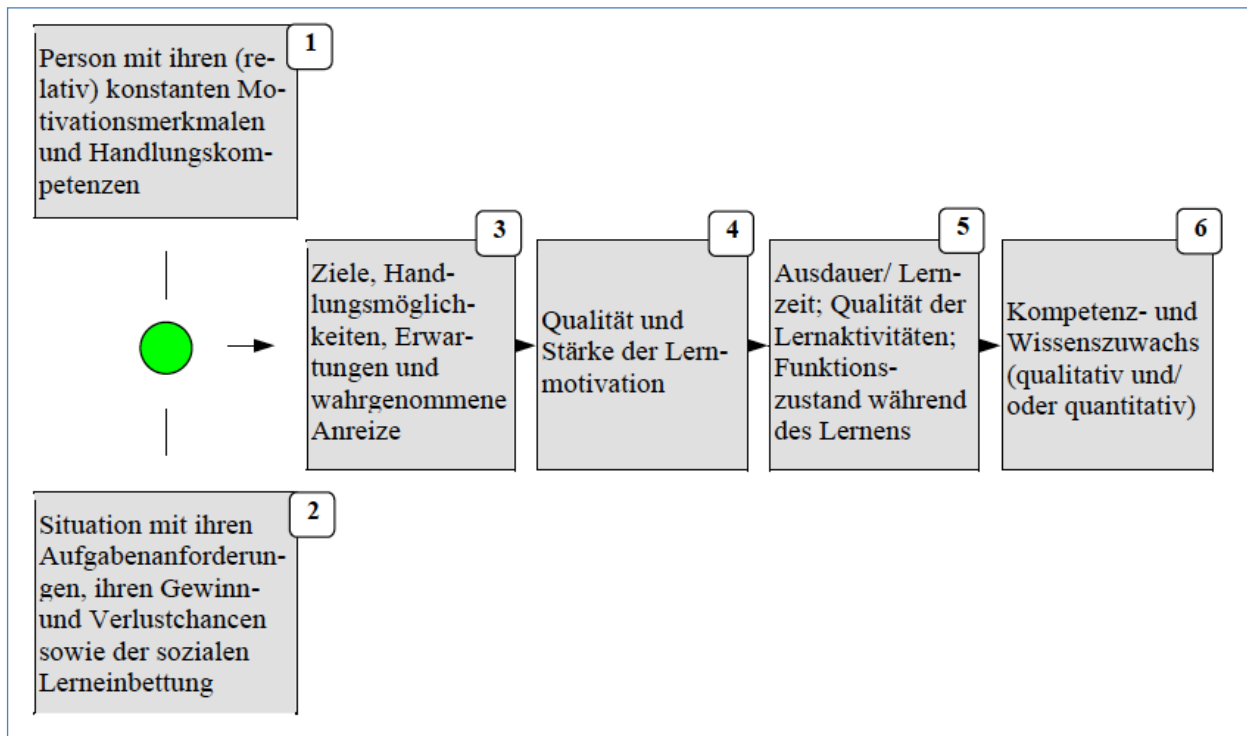 1
Person mit ihren (re-
lativ) konstanten Mo-
tivationsmerkmalen
und Handlungskom-
petenzen
3
Ziele, Hand-
lungsmöglich-
keiten, Erwar-
tungen und
wahrgenommene
Anreize
4
Qualität und
Stärke der Lern-
motivation
5
Ausdauer/ Lern-
zeit; Qualität der
Lernaktivitäten;
Funktions-
zustand während
des Lernens
6
Kompetenz- und
Wissenszuwachs
(qualitativ und/
oder quantitativ)
2
Situation mit ihren
Aufgabenanforderun-
gen, ihren Gewinn-
und Verlustchancen
sowie der sozialen
Lerneinbettung